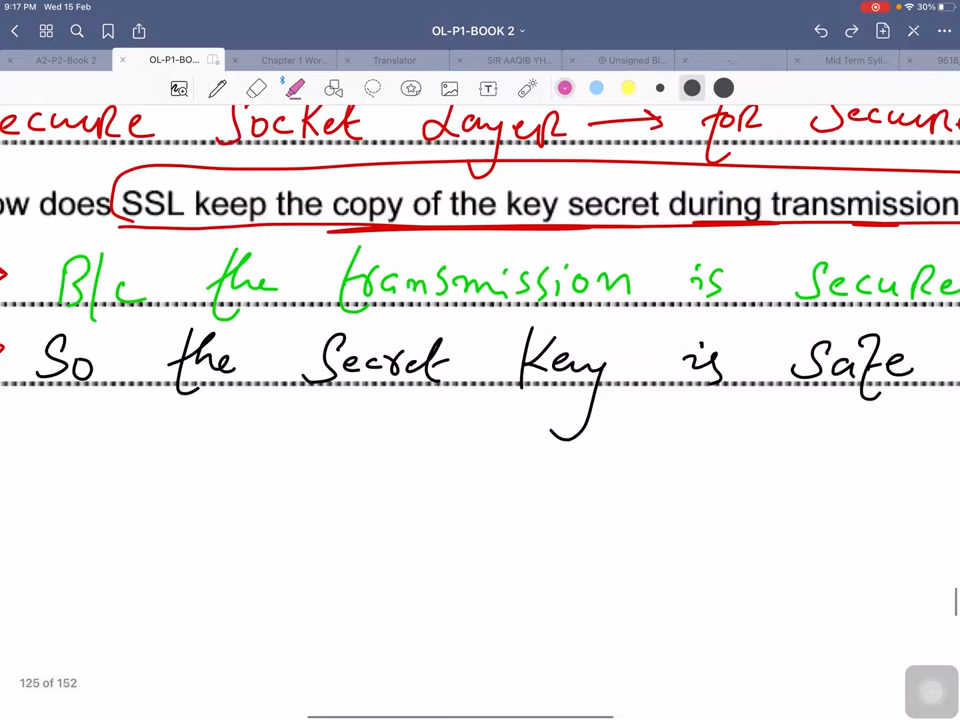 9:17 PM Wed 15 Feb
30%
OL-P1-BOOK 2
A2-P2-Book 2
OL-P1-BO...
Chapter 1 Wor...
Translator
SiR AAQIB YH...
Unsigned Bi...
Mid Term Syll...
9618
ecure Socket Layer → for Secure
ow does SSL keep the copy of the key secret during transmission
B/c the transmission is secure
So the Secret Key is safe
125 of 152